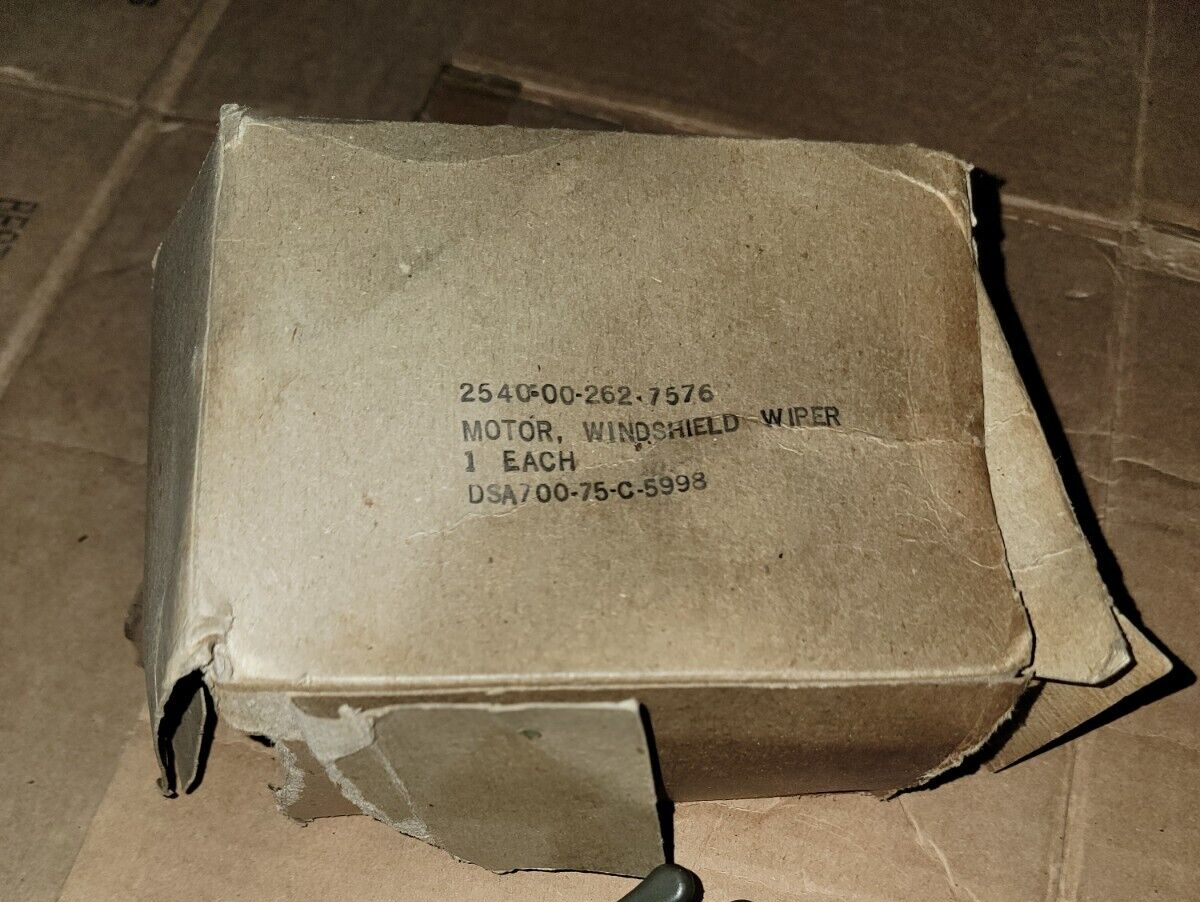 2540-00-262-7576
MOTOR, WINDSHIELD WIPER
1 EACH
DSA700-75-C-5998